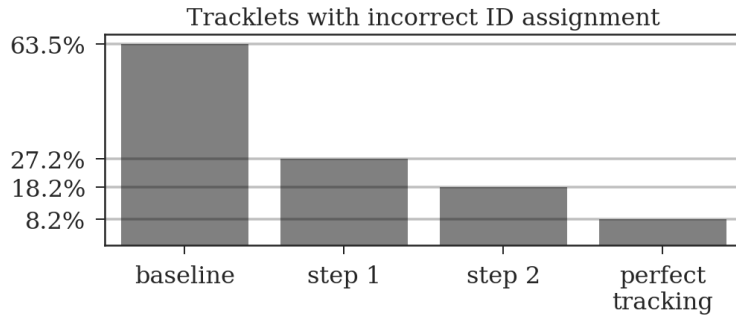 Tracklets with incorrect ID assignment
63.5%
27.2%
18.2%
8.2%
baseline
step 1
step 2
perfect
tracking